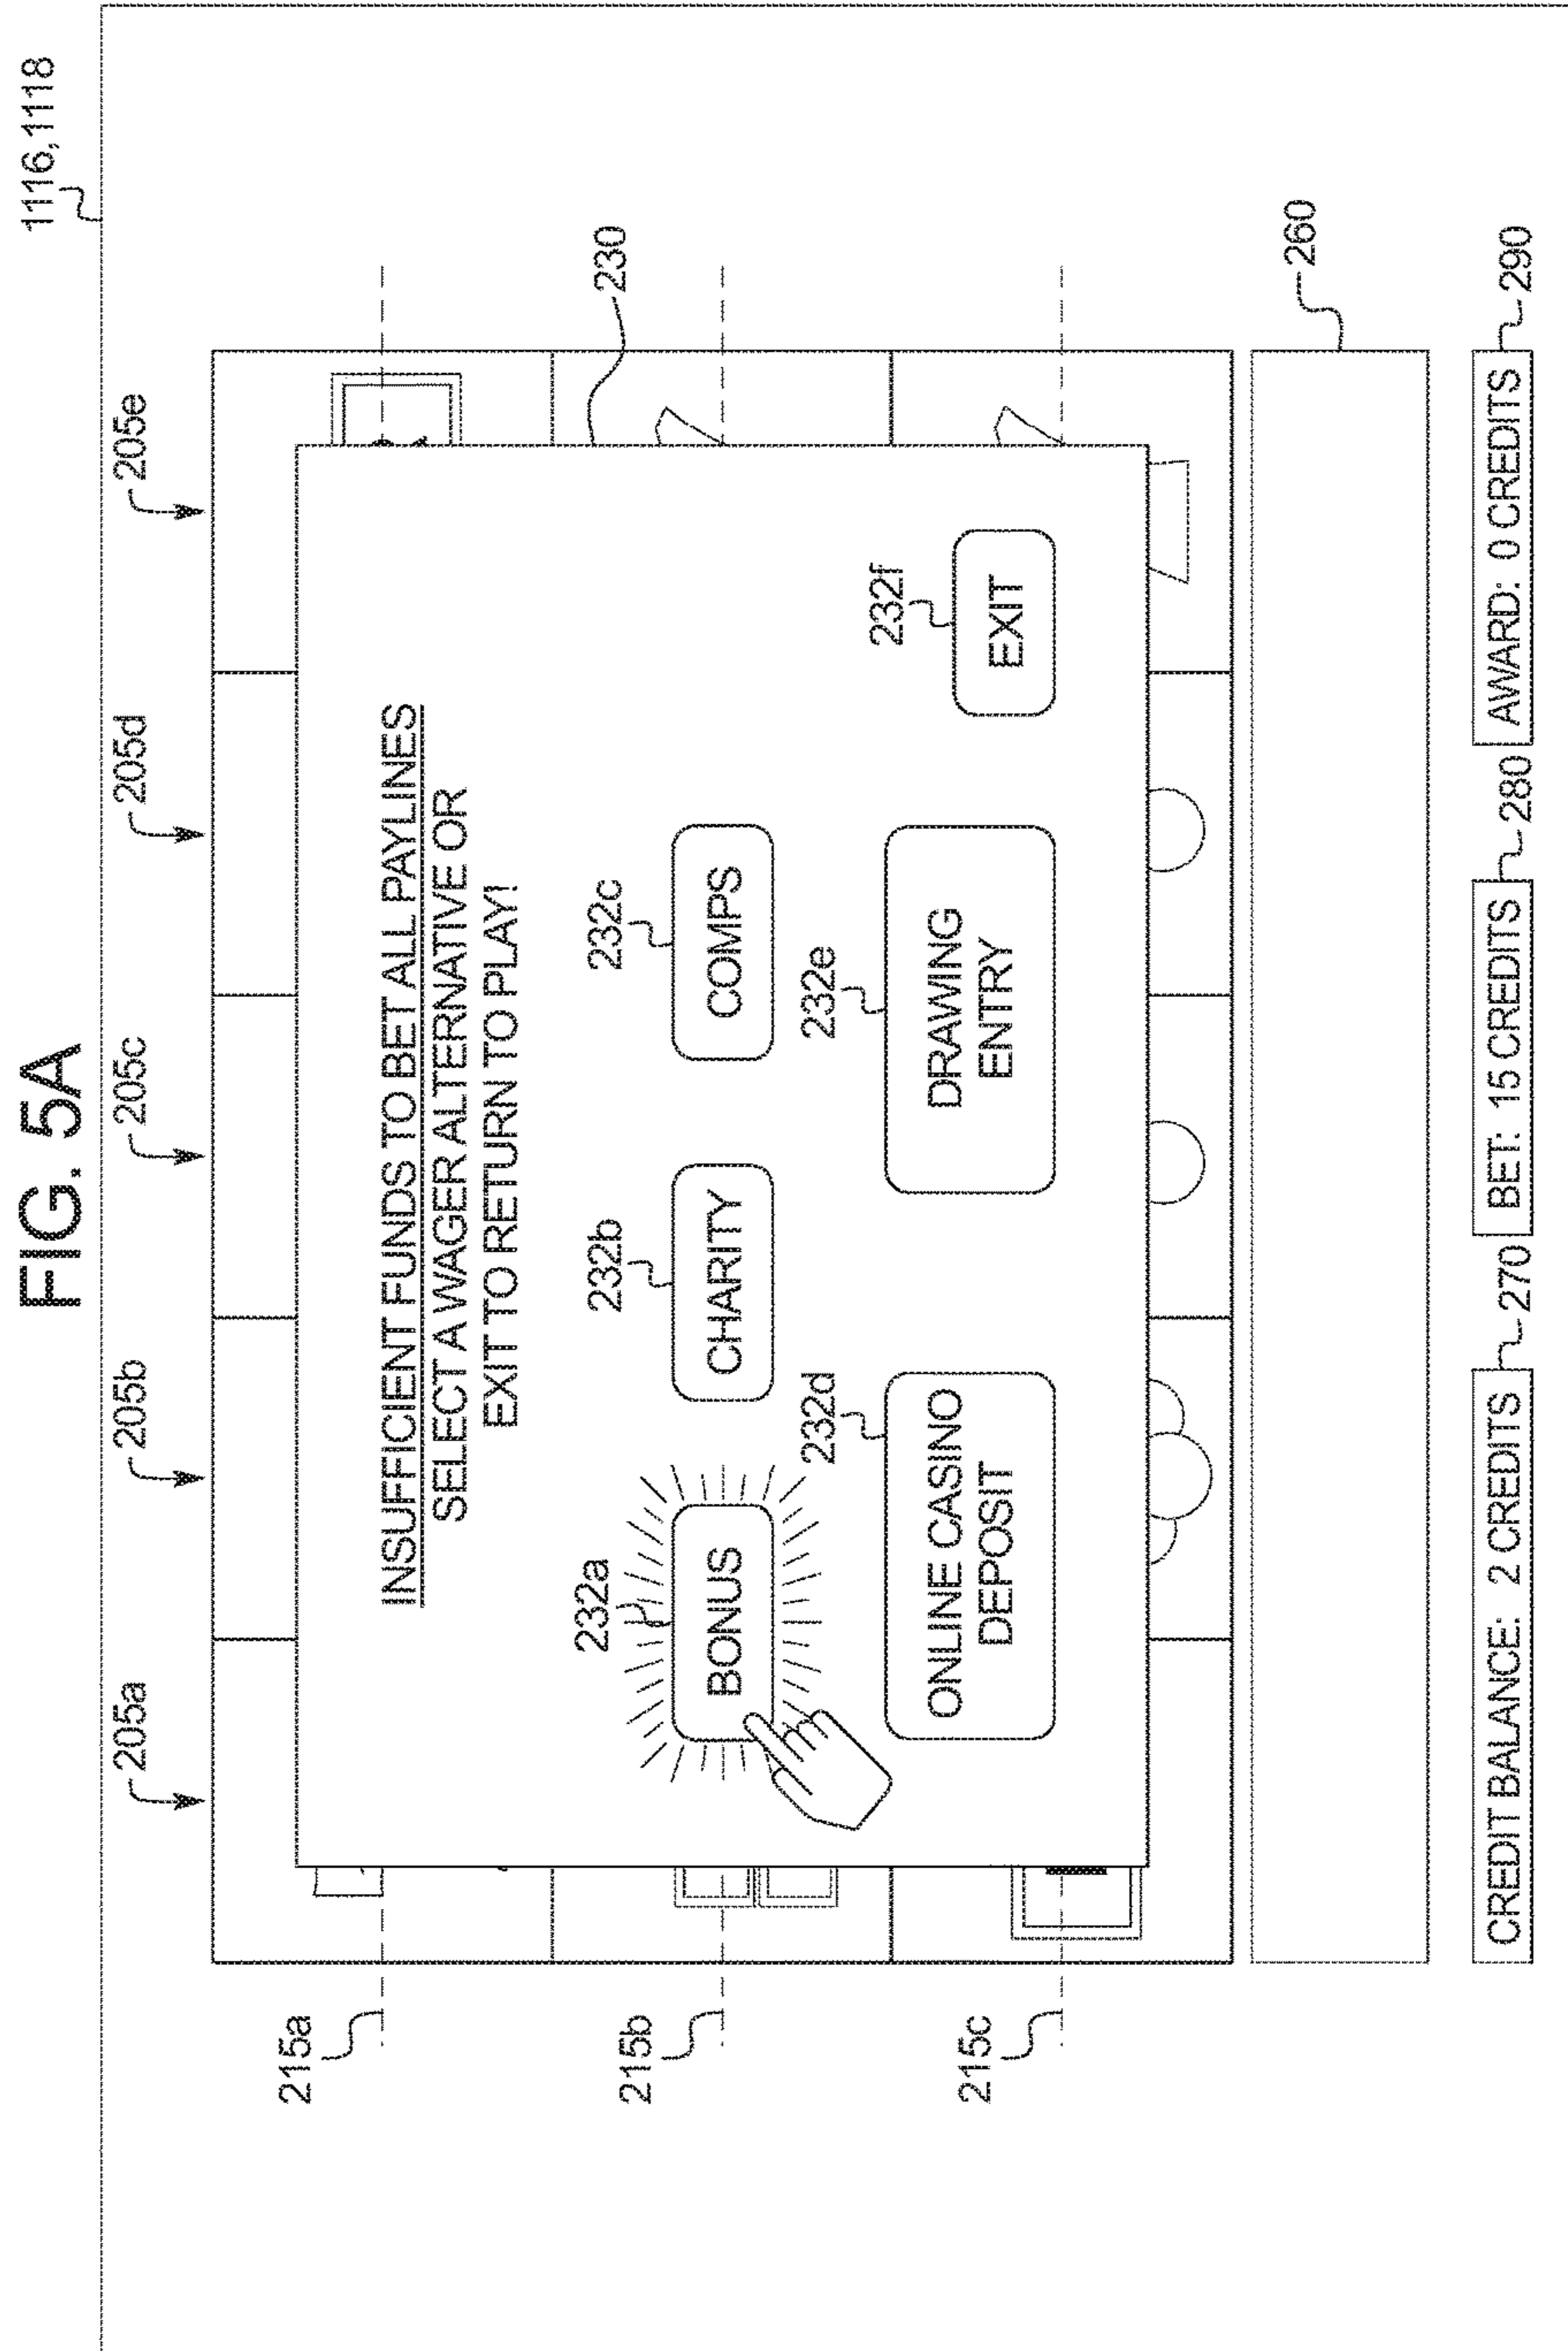 FIG. 5A
1116,1118
205a
205b
205c
205d
205e
215a
215b
215c
230
INSUFFICIENT FUNDS TO BET ALL PAYLINES
SELECT A WAGER ALTERNATIVE OR
EXIT TO RETURN TO PLAY!
232a
232b
232c
BONUS
CHARITY
COMPS
232d
232e
232f
ONLINE CASINO
DEPOSIT
DRAWING
ENTRY
EXIT
260
CREDIT BALANCE: 2 CREDITS
270
BET: 15 CREDITS
280
AWARD: 0 CREDITS
290